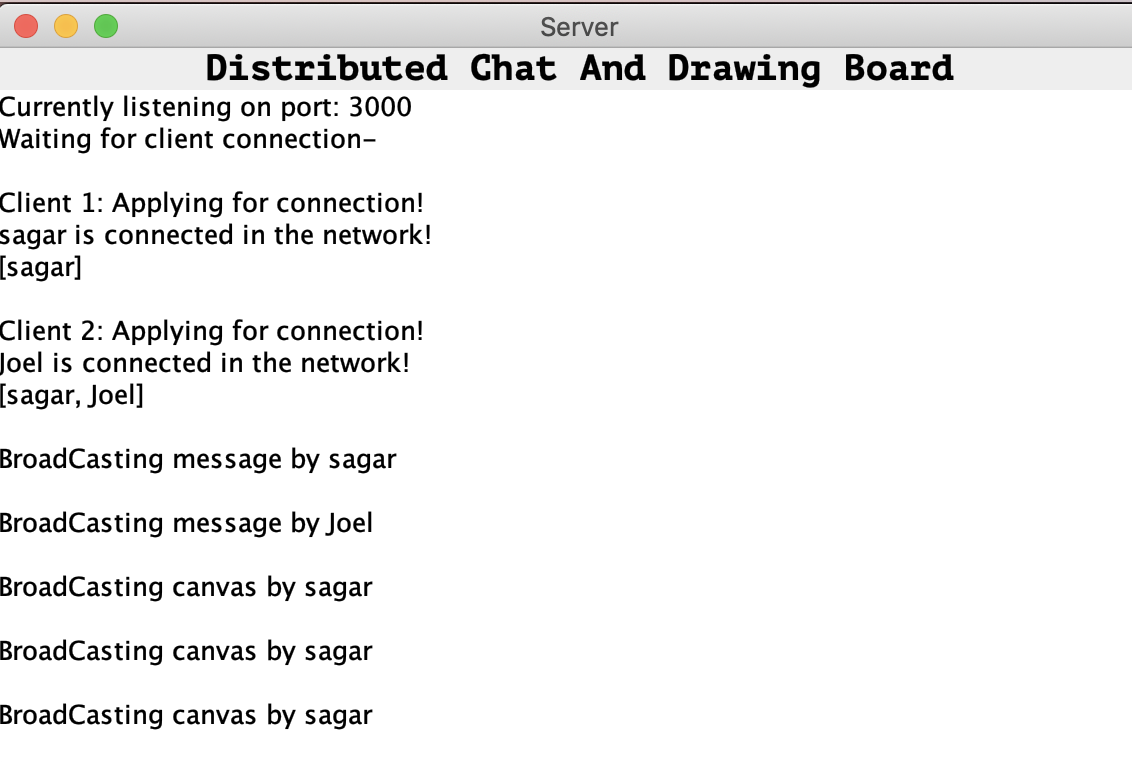 Server
Distributed Chat And Drawing Board
Currently listening on port: 3000
Waiting for client connection-
Client 1: Applying for connection!
sagar is connected in the network!
[sagar]
Client 2: Applying for connection!
Joel is connected in the network!
[sagar, Joel]
BroadCasting message by sagar
BroadCasting message by Joel
BroadCasting canvas by sagar
BroadCasting canvas by sagar
BroadCasting canvas by sagar